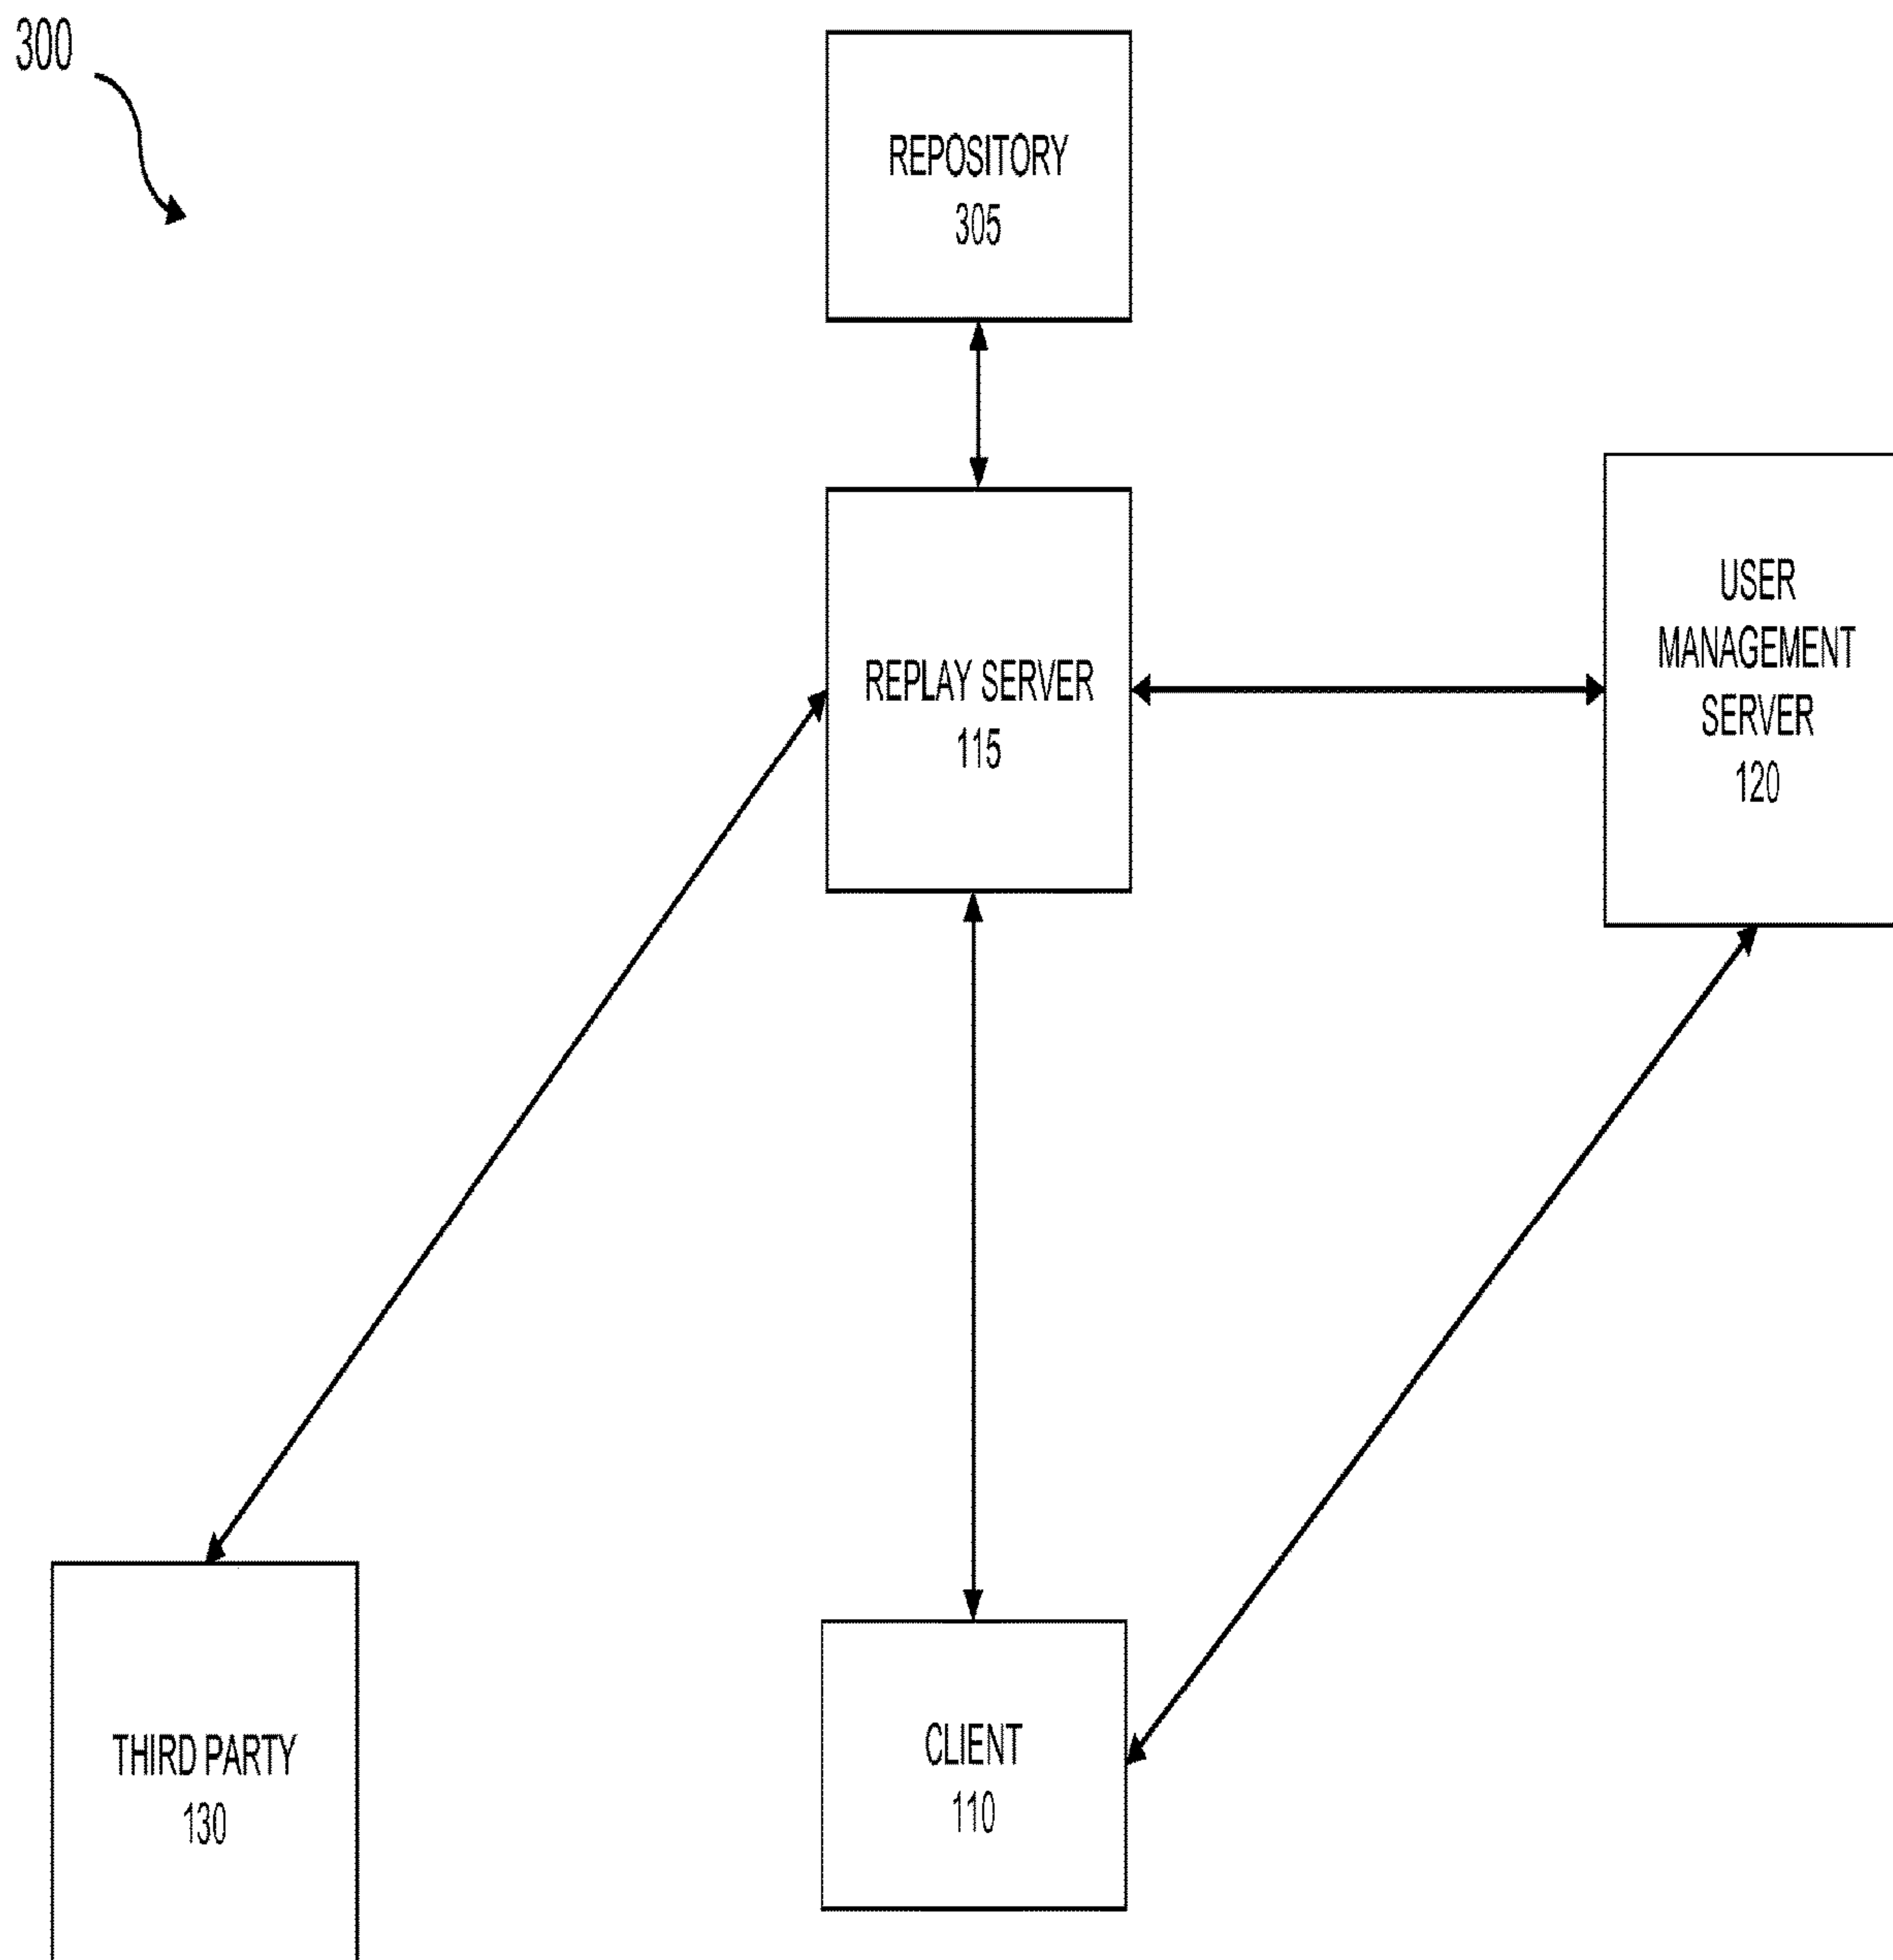 300
REPOSITORY
305
REPLAY SERVER
115
USER
MANAGEMENT
SERVER
120
THIRD PARTY
130
CLIENT
110